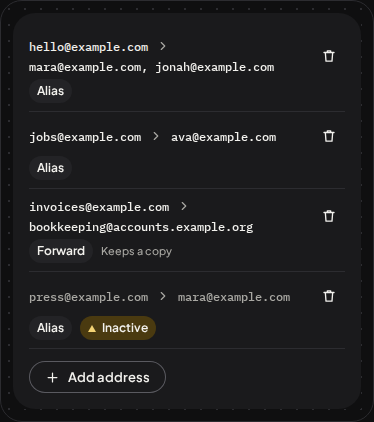 hello@example.com >
mara@example.com, jonah@example.com
Alias
jobs@example.com > ava@example.com
Alias
invoices@example.com >
bookkeeping@accounts.example.org
Forward Keeps a copy
press@example.com > mara@example.com
Alias Inactive
+ Add address